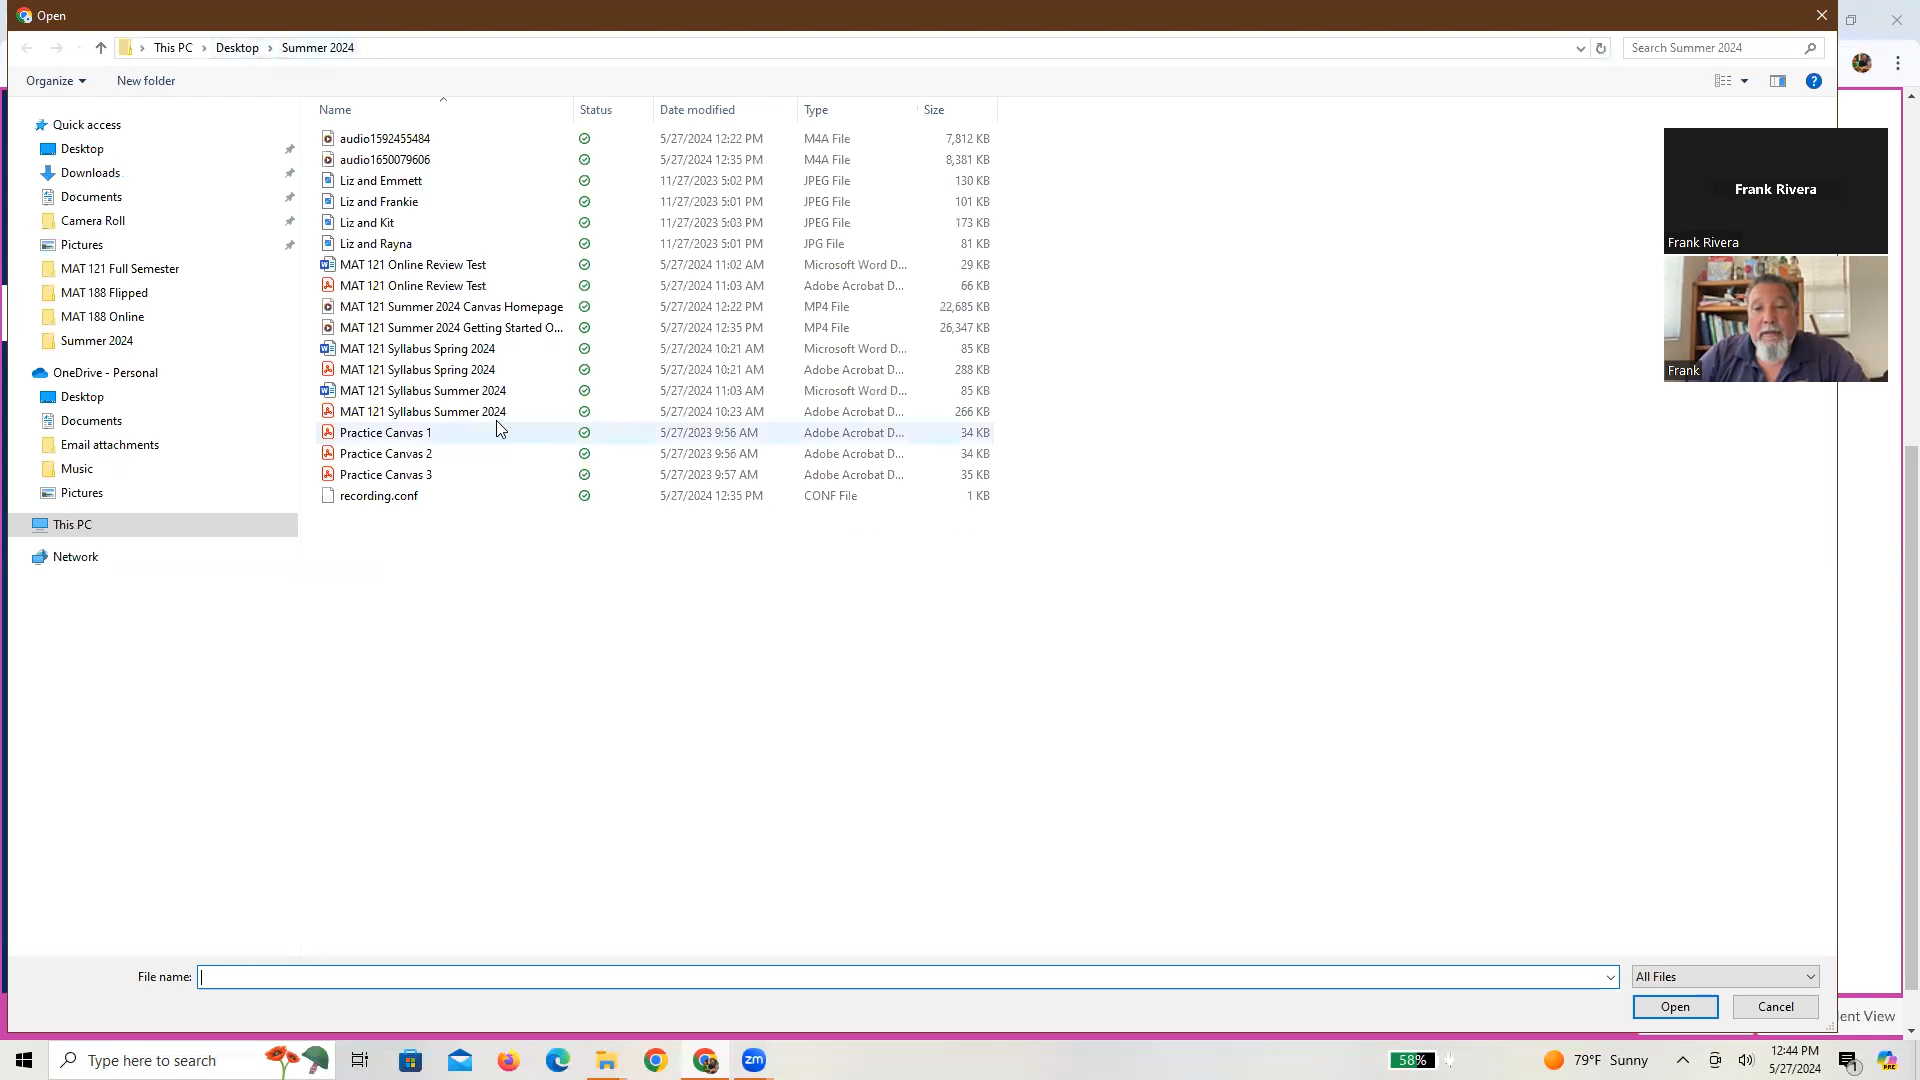 Open
This PC > Desktop > Summer 2024
Search Summer 2024
Organize
New folder
Name Status Date modified Type Size
audio1592455484 5/27/2024 12:22 PM M4A File 7,812 KB
audio1650079606 5/27/2024 12:35 PM M4A File 8,381 KB
Liz and Emmett 11/27/2023 5:02 PM JPEG File 130 KB
Liz and Frankie 11/27/2023 5:01 PM JPEG File 101 KB
Liz and Kit 11/27/2023 5:03 PM JPEG File 173 KB
Liz and Rayna 11/27/2023 5:01 PM JPG File 81 KB
MAT 121 Online Review Test 5/27/2024 11:02 AM Microsoft Word D... 29 KB
MAT 121 Online Review Test 5/27/2024 11:03 AM Adobe Acrobat D... 66 KB
MAT 121 Summer 2024 Canvas Homepage 5/27/2024 12:22 PM MP4 File 22,685 KB
MAT 121 Summer 2024 Getting Started O... 5/27/2024 12:35 PM MP4 File 26,347 KB
MAT 121 Syllabus Spring 2024 5/27/2024 10:21 AM Microsoft Word D... 85 KB
MAT 121 Syllabus Spring 2024 5/27/2024 10:21 AM Adobe Acrobat D... 288 KB
MAT 121 Syllabus Summer 2024 5/27/2024 11:03 AM Microsoft Word D... 85 KB
MAT 121 Syllabus Summer 2024 5/27/2024 10:23 AM Adobe Acrobat D... 266 KB
Practice Canvas 1 5/27/2023 9:56 AM Adobe Acrobat D... 34 KB
Practice Canvas 2 5/27/2023 9:56 AM Adobe Acrobat D... 34 KB
Practice Canvas 3 5/27/2023 9:57 AM Adobe Acrobat D... 35 KB
recording.conf 5/27/2024 12:35 PM CONF File 1 KB
Quick access
Desktop
Downloads
Documents
Camera Roll
Pictures
MAT 121 Full Semester
MAT 188 Flipped
MAT 188 Online
Summer 2024
OneDrive - Personal
Desktop
Documents
Email attachments
Music
Pictures
This PC
Network
Frank Rivera
Frank Rivera
Frank
File name:
All Files
Open
Cancel
ent View
Type here to search
zm
58%
79°F Sunny
12:44 PM
5/27/2024
1
PRE